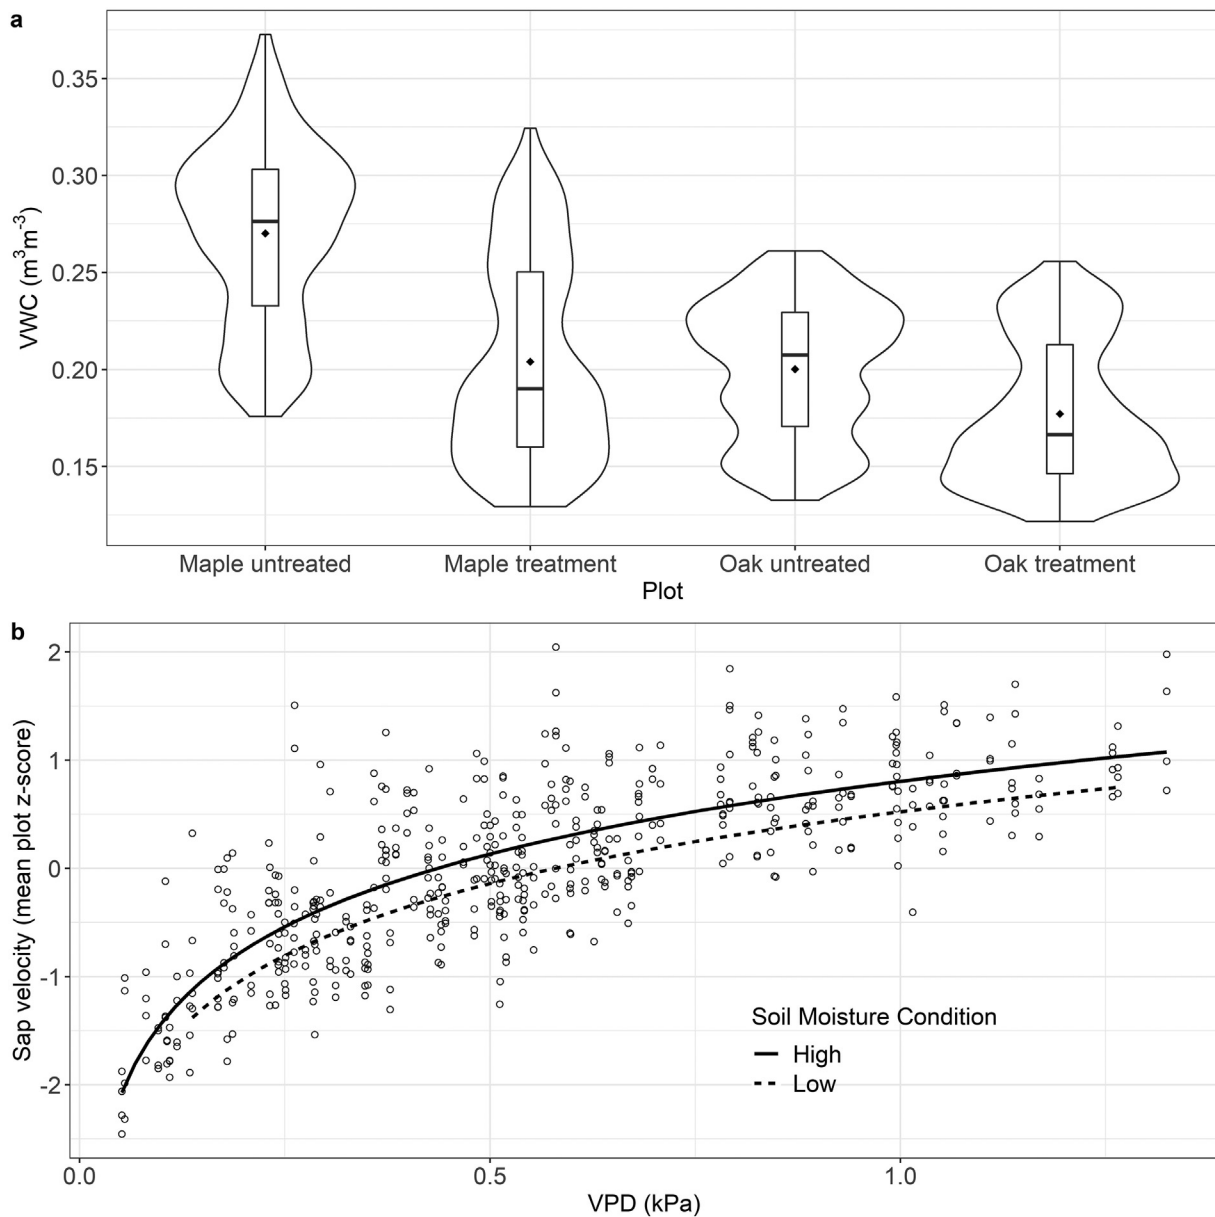 a
0.35
0.30
0.25
0.20
0.15
VWC (m³m⁻³)
Maple untreated
Maple treatment
Oak untreated
Oak treatment
Plot
b
2
1
0
-1
-2
Sap velocity (mean plot z-score)
Soil Moisture Condition
High
Low
0.0
0.5
1.0
VPD (kPa)